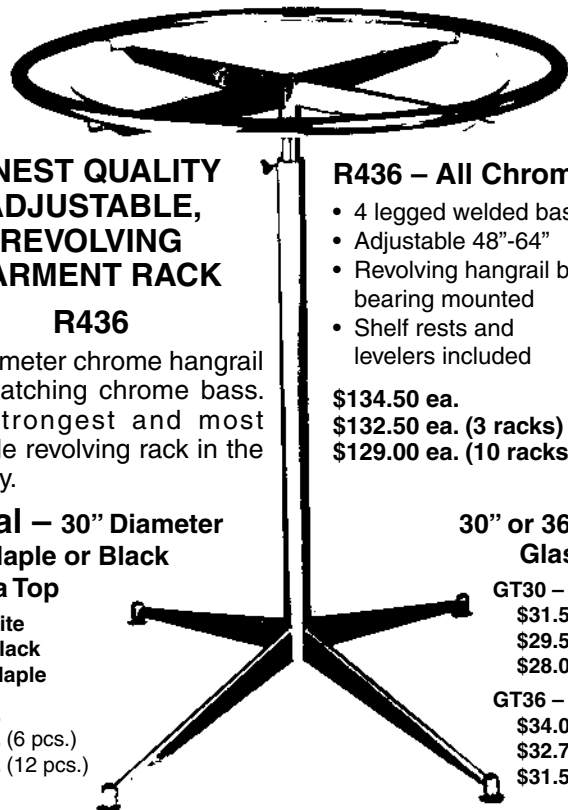 NEST QUALITY
ADJUSTABLE,
REVOLVING
ARMENT RACK
R436
meter chrome hangrail
atching chrome bass.
trongest and most
le revolving rack in the
y.
al – 30” Diameter
aple or Black
a Top
ite
lack
aple
. (6 pcs.)
. (12 pcs.)
R436 – All Chrom
• 4 legged welded bas
• Adjustable 48”-64”
• Revolving hangrail b
bearing mounted
• Shelf rests and
levelers included
$134.50 ea.
$132.50 ea. (3 racks)
$129.00 ea. (10 racks
30” or 36
Glas
GT30 –
$31.5
$29.5
$28.0
GT36 –
$34.0
$32.7
$31.5